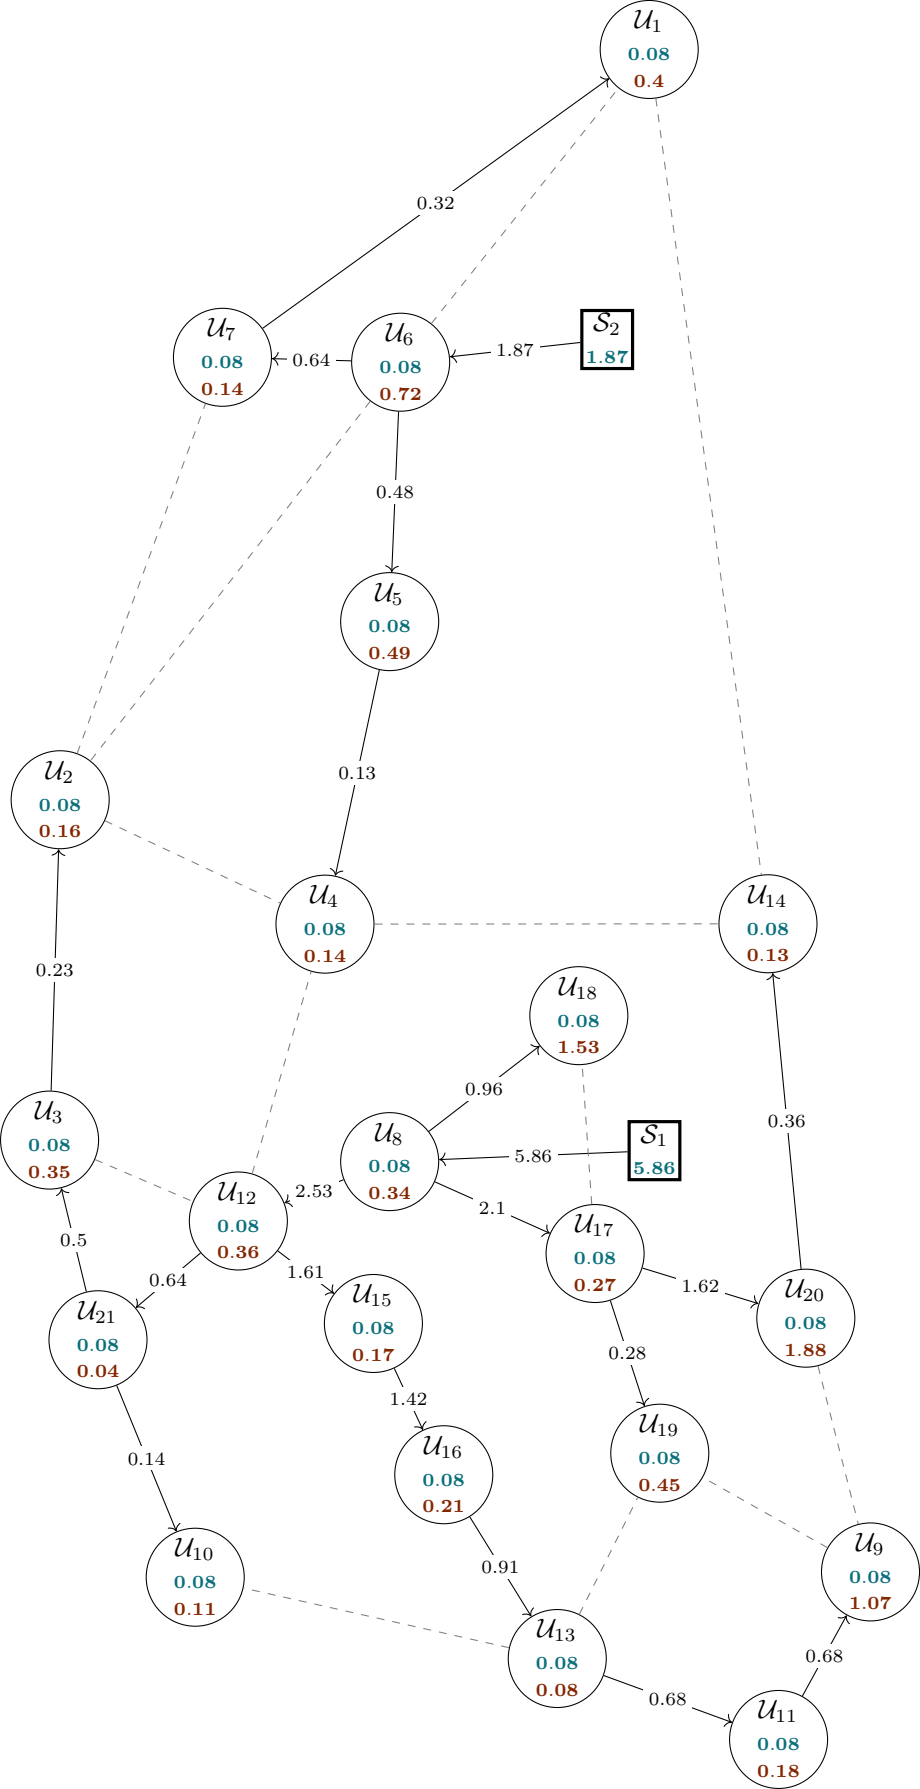 𝒰₁
0.08
0.4
0.32
𝒰₇
0.08
0.14
𝒰₆
0.08
0.72
𝒮₂
1.87
0.64
1.87
0.48
𝒰₅
0.08
0.49
0.13
𝒰₂
0.08
0.16
𝒰₄
0.08
0.14
𝒰₁₄
0.08
0.13
0.23
𝒰₁₈
0.08
1.53
0.96
0.36
𝒰₃
0.08
0.35
𝒰₈
0.08
0.34
5.86
𝒮₁
5.86
𝒰₁₂
0.08
0.36
2.53
2.1
𝒰₁₇
0.08
0.27
0.5
0.64
1.61
1.62
𝒰₂₀
0.08
1.88
𝒰₂₁
0.08
0.04
𝒰₁₅
0.08
0.17
0.28
1.42
0.14
𝒰₁₆
0.08
0.21
𝒰₁₉
0.08
0.45
𝒰₁₀
0.08
0.11
0.91
𝒰₉
0.08
1.07
𝒰₁₃
0.08
0.08
0.68
0.68
𝒰₁₁
0.08
0.18